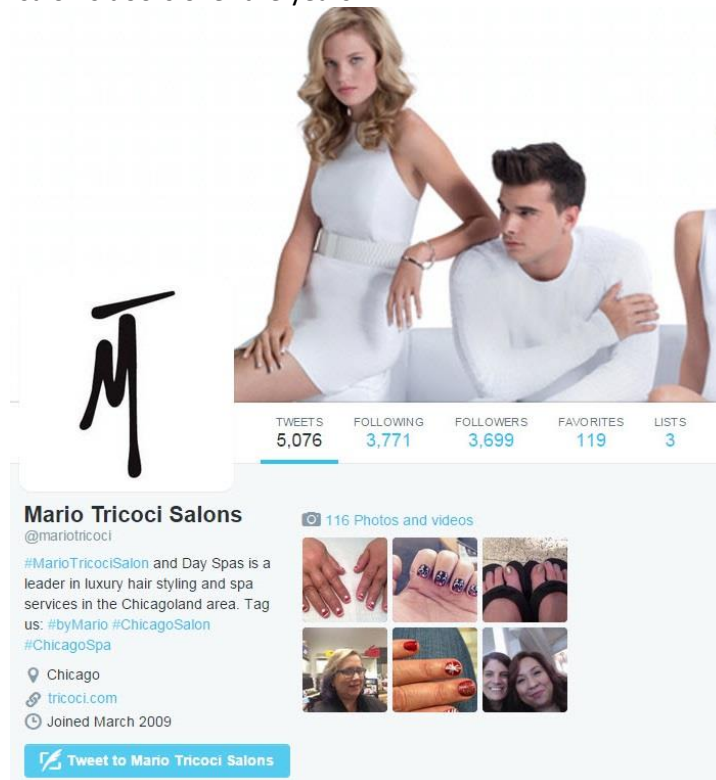 TWEETS FOLLOWING FOLLOWERS FAVORITES LISTS
5,076 3,771 3,699 119 3
Mario Tricoci Salons
@mariotricoci
#MarioTricociSalon and Day Spas is a
leader in luxury hair styling and spa
services in the Chicagoland area. Tag
us: #byMario #ChicagoSalon
#ChicagoSpa
Chicago
tricoci.com
Joined March 2009
Tweet to Mario Tricoci Salons
116 Photos and videos